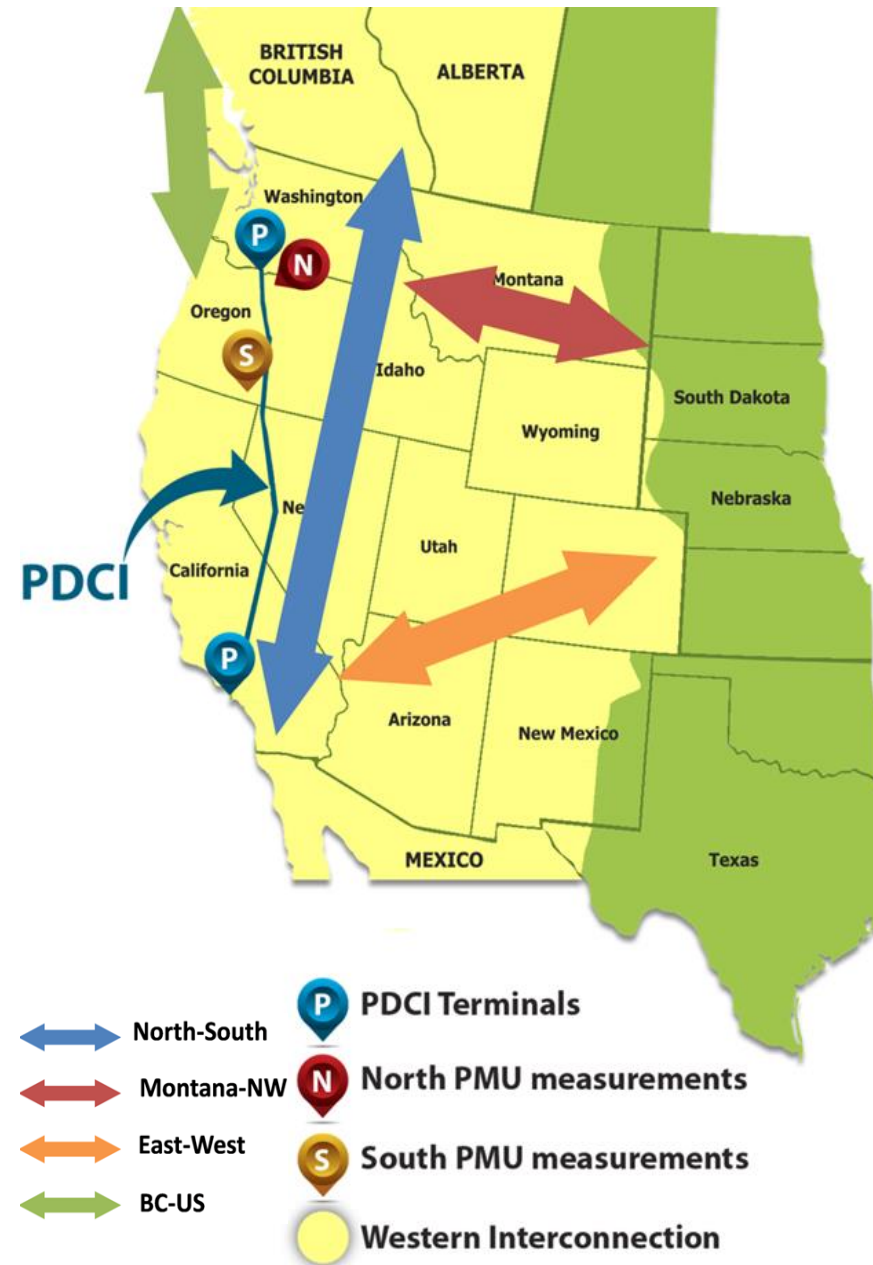 BRITISH
COLUMBIA
ALBERTA
Washington
P
N
Montana
Oregon
S
Idaho
South Dakota
Wyoming
Nebraska
Ne
Utah
PDCI
California
P
Arizona
New Mexico
MEXICO
Texas
P PDCI Terminals
North-South
N North PMU measurements
Montana-NW
East-West
S South PMU measurements
BC-US
Western Interconnection